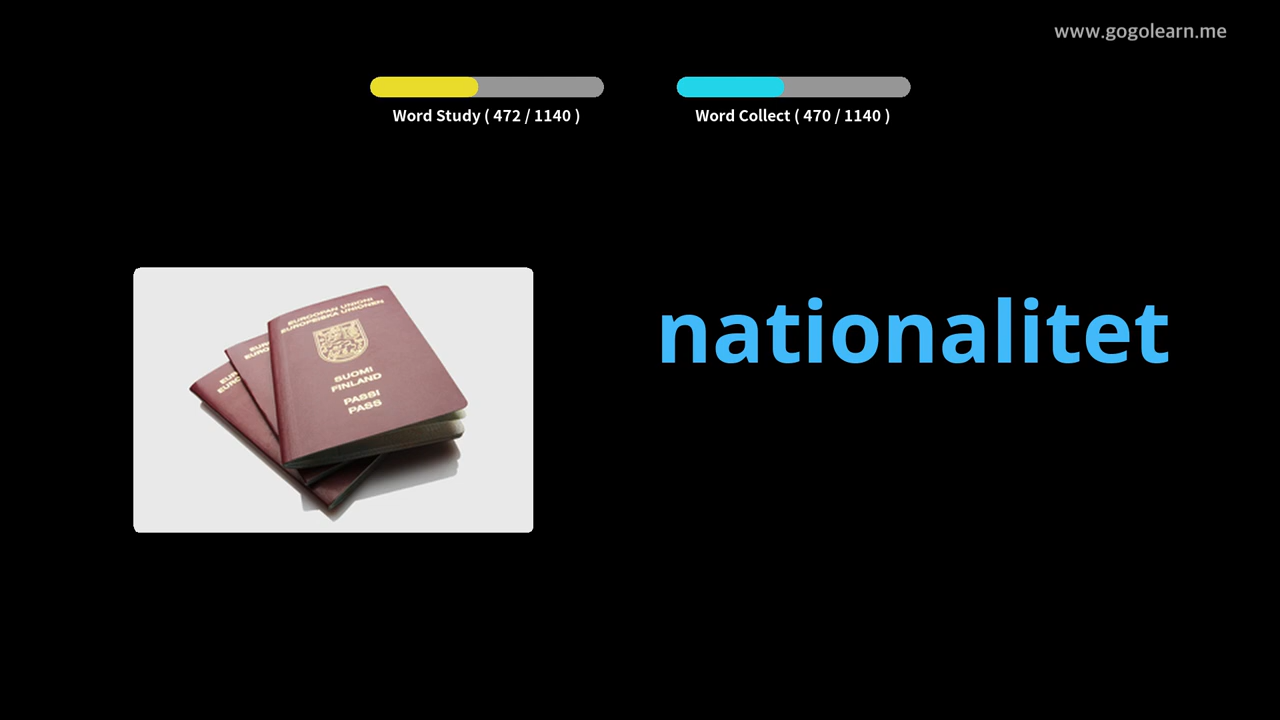 www.gogolearn.me
Word Study ( 472 / 1140 )
Word Collect ( 470 / 1140 )
nationalitet
EUROOPAN UNIONI
EUROPEISKA UNIONEN
SUOMI
FINLAND
PASSI
PASS